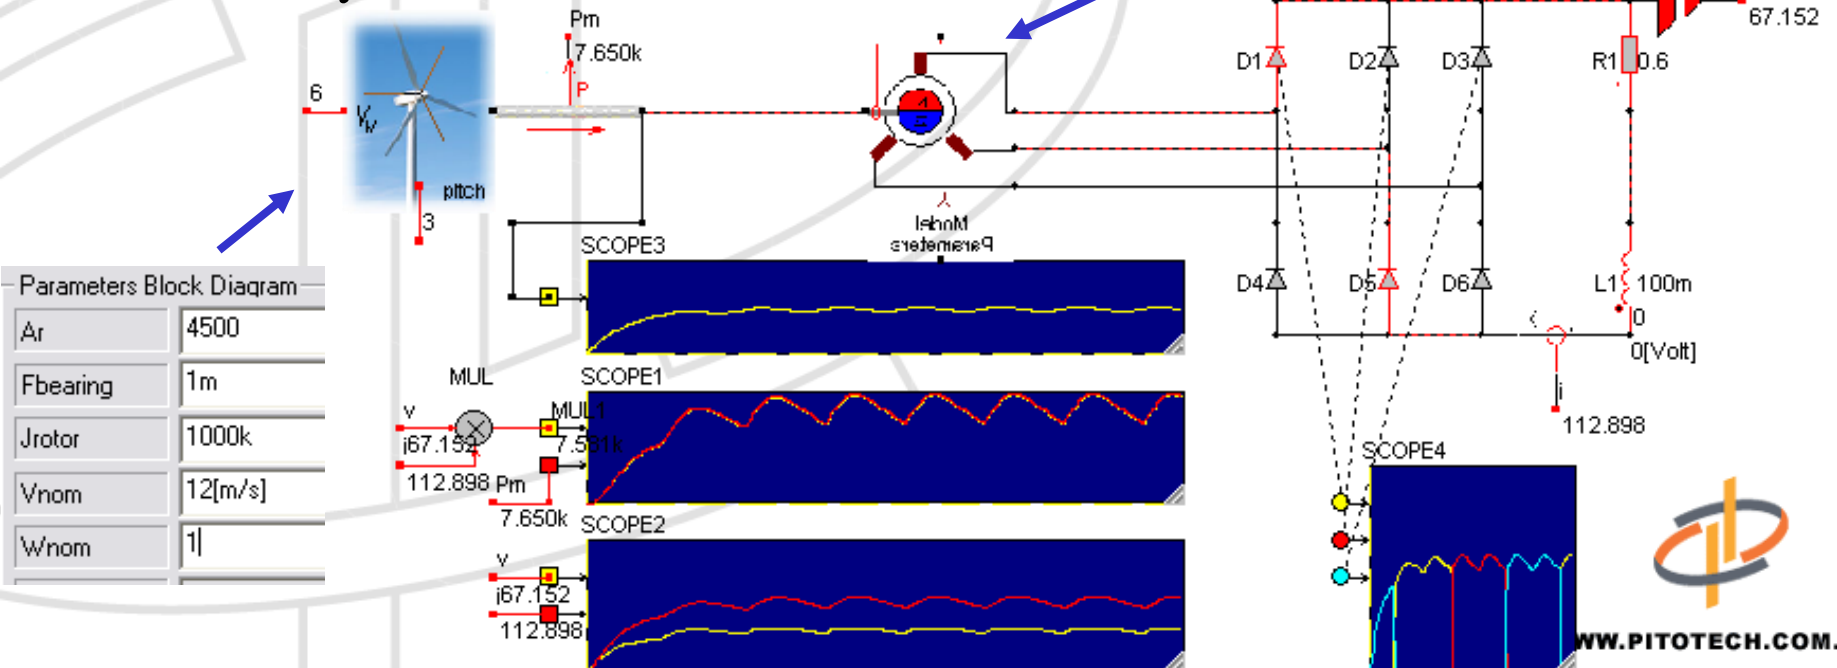 Pm
7.650k
P
67.152
D1
D2
D3
R1
0.6
6
Vw
pitch
3
Model
Parameters
SCOPE3
D4
D5
D6
L1
100m
0
0[Volt]
Parameters Block Diagram
Ar
4500
Fbearing
1m
Jrotor
1000k
Vnom
12[m/s]
Wnom
1
MUL
SCOPE1
v
MUL1
i67.152
7.581k
112.898
Pm
7.650k
i
112.898
SCOPE4
SCOPE2
v
i67.152
112.898
WW.PITOTECH.COM.